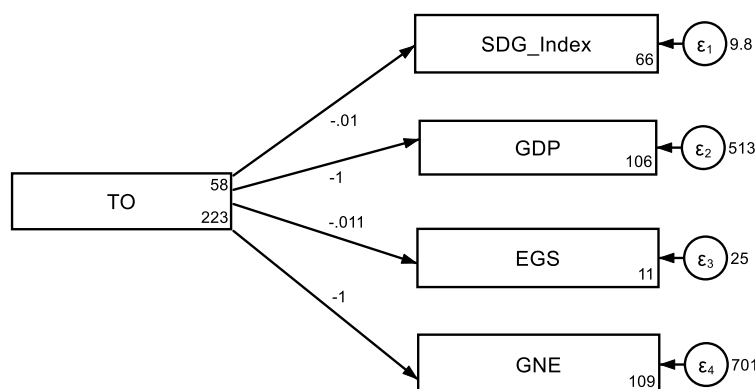 SDG_Index
66
ε1
9.8
-.01
GDP
106
ε2
513
-1
TO
58
223
-.011
EGS
11
ε3
25
-1
GNE
109
ε4
701